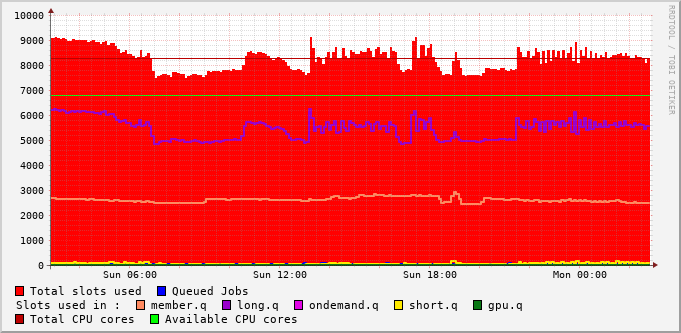 10000
9000
8000
7000
6000
5000
4000
3000
2000
1000
0
Sun 06:00 Sun 12:00 Sun 18:00 Mon 00:00
RRDTOOL / TOBI OETIKER
Total slots used Queued Jobs
Slots used in : member.q long.q ondemand.q short.q gpu.q
Total CPU cores Available CPU cores